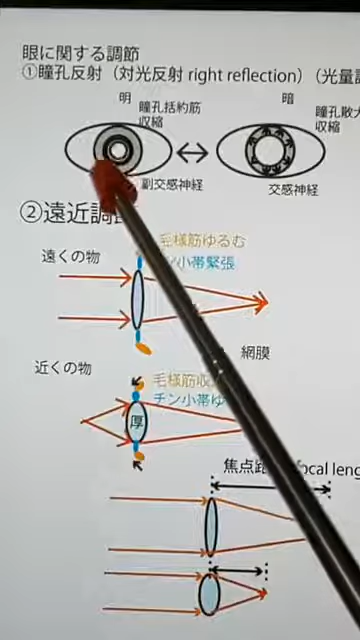 眼に関する調節
①瞳孔反射（対光反射 right reflection）（光量
明
暗
瞳孔括約筋
収縮
瞳孔散大
収縮
副交感神経
交感神経
②遠近調
遠くの物
毛様筋ゆるむ
小帯緊張
網膜
近くの物
毛様筋収
チン小帯ゆ
厚
焦点距
ocal leng